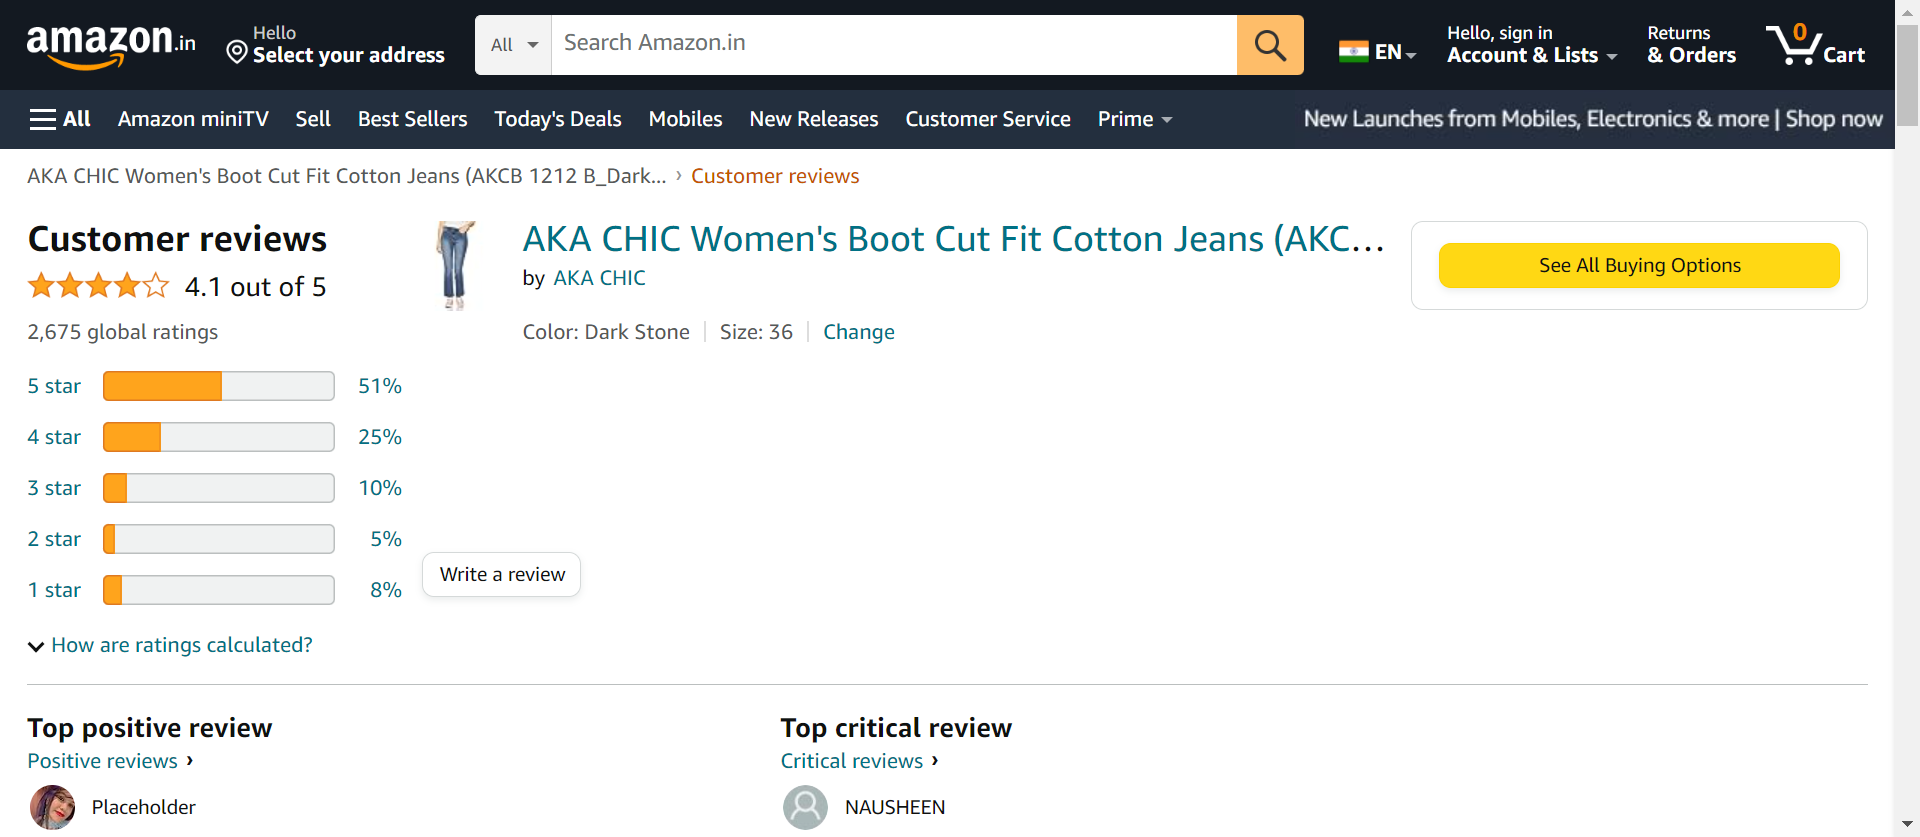 amazon.in
Hello
Select your address
All
Search Amazon.in
EN
Hello, sign in
Account & Lists
Returns
& Orders
0
Cart
All
Amazon miniTV
Sell
Best Sellers
Today's Deals
Mobiles
New Releases
Customer Service
Prime
New Launches from Mobiles, Electronics & more | Shop now
AKA CHIC Women's Boot Cut Fit Cotton Jeans (AKCB 1212 B_Dark... › Customer reviews
Customer reviews
4.1 out of 5
2,675 global ratings
5 star 51%
4 star 25%
3 star 10%
2 star 5%
1 star 8%
How are ratings calculated?
AKA CHIC Women's Boot Cut Fit Cotton Jeans (AKC...
by AKA CHIC
Color: Dark Stone | Size: 36 | Change
Write a review
See All Buying Options
Top positive review
Positive reviews ›
Placeholder
Top critical review
Critical reviews ›
NAUSHEEN